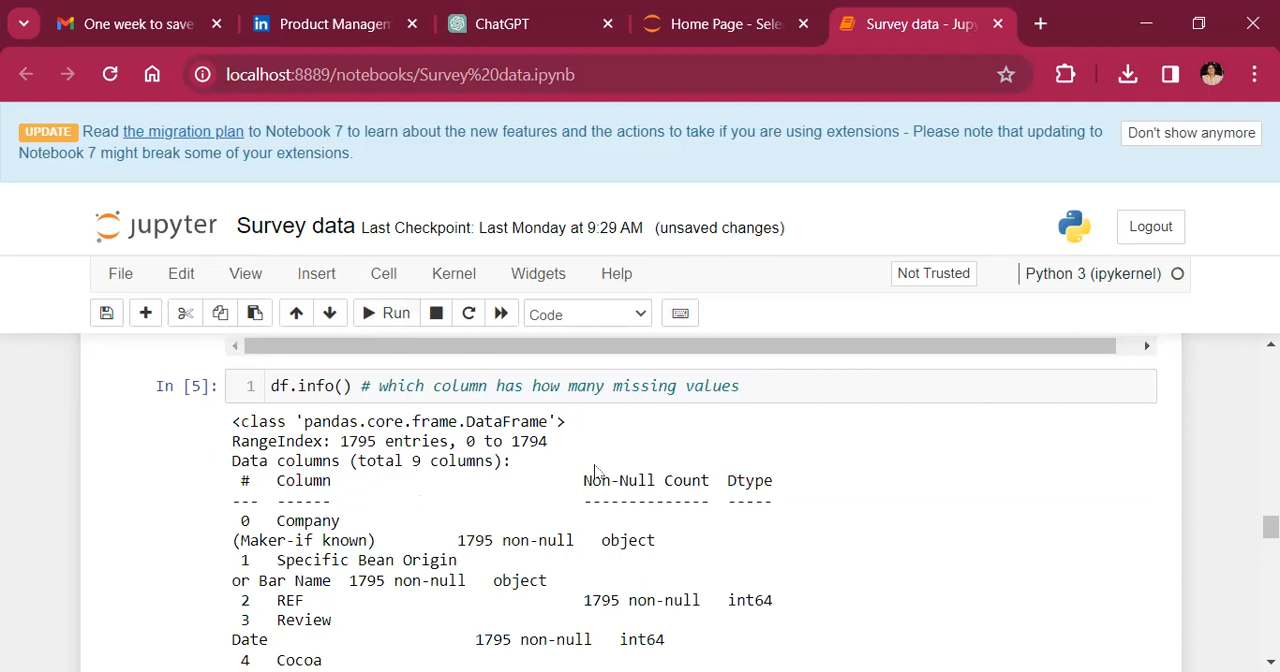 One week to save
Product Managem
ChatGPT
Home Page - Sele
Survey data - Jupy
localhost:8889/notebooks/Survey%20data.ipynb
UPDATE Read the migration plan to Notebook 7 to learn about the new features and the actions to take if you are using extensions - Please note that updating to
Notebook 7 might break some of your extensions.
Don't show anymore
jupyter Survey data Last Checkpoint: Last Monday at 9:29 AM (unsaved changes)
Logout
File Edit View Insert Cell Kernel Widgets Help
Not Trusted
Python 3 (ipykernel)
Run
Code
In [5]: 1 df.info() # which column has how many missing values
<class 'pandas.core.frame.DataFrame'>
RangeIndex: 1795 entries, 0 to 1794
Data columns (total 9 columns):
# Column Non-Null Count Dtype
--- ------ -------------- -----
0 Company
(Maker-if known) 1795 non-null object
1 Specific Bean Origin
or Bar Name 1795 non-null object
2 REF 1795 non-null int64
3 Review
Date 1795 non-null int64
4 Cocoa